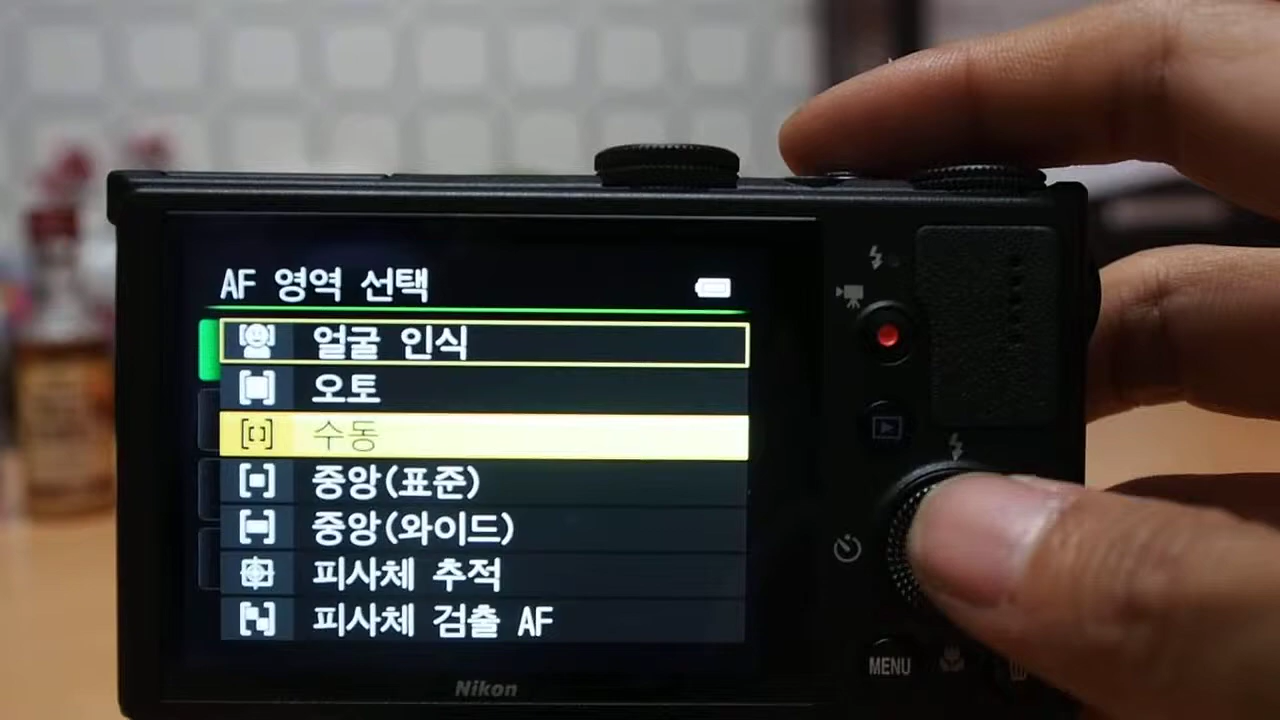 AF 영역 선택
얼굴 인식
오토
수동
중앙(표준)
중앙(와이드)
피사체 추적
피사체 검출 AF
MENU
Nikon